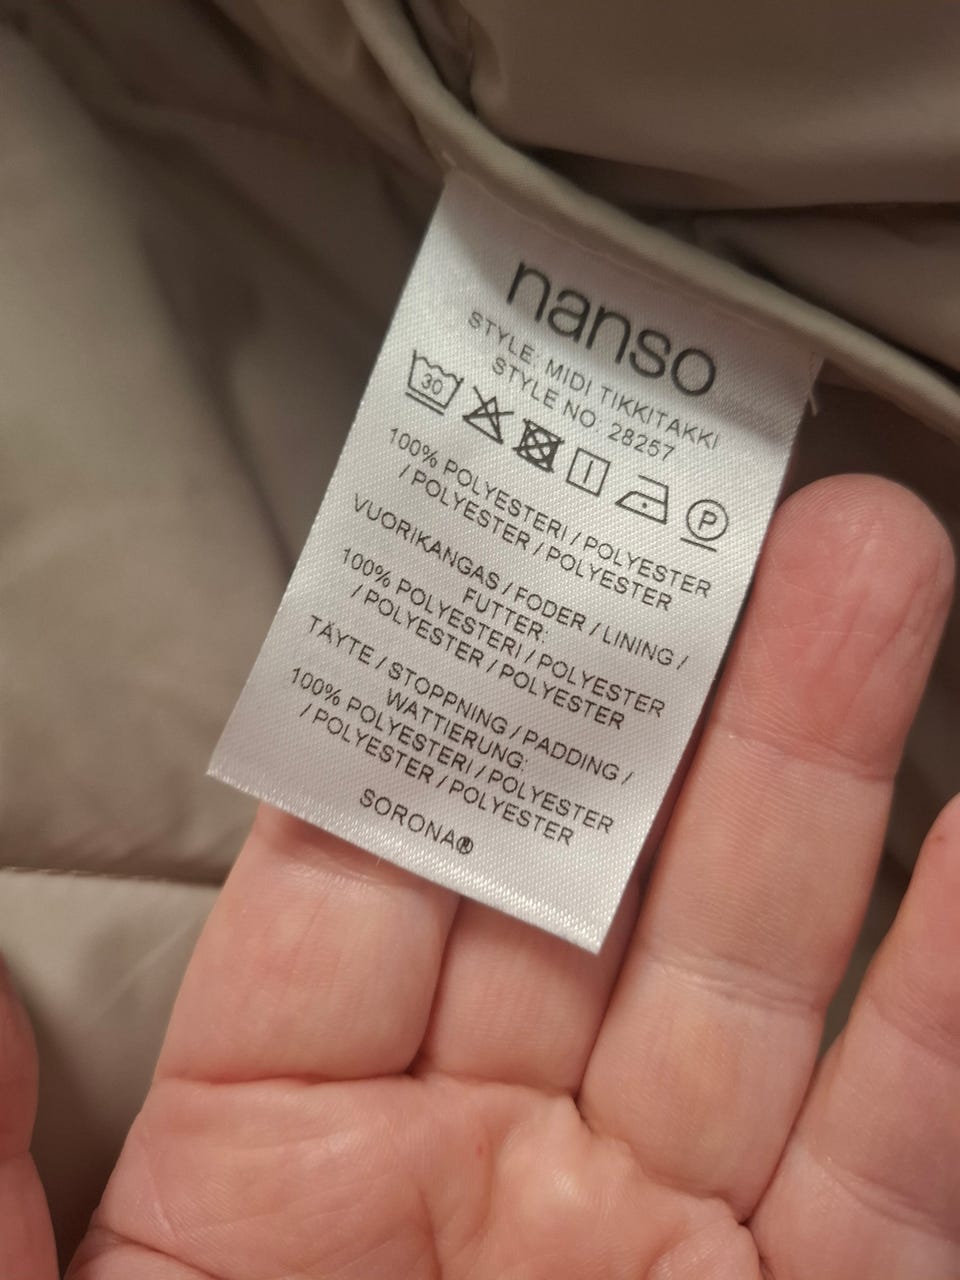 nanso
STYLE: MIDI TIKKITAKKI
STYLE NO: 28257
30 P
100% POLYESTERI / POLYESTER
/ POLYESTER / POLYESTER
VUORIKANGAS / FODER / LINING /
FUTTER:
100% POLYESTERI / POLYESTER
/ POLYESTER / POLYESTER
TÄYTE / STOPPNING / PADDING /
WATTIERUNG:
100% POLYESTERI / POLYESTER
/ POLYESTER / POLYESTER
SORONA®